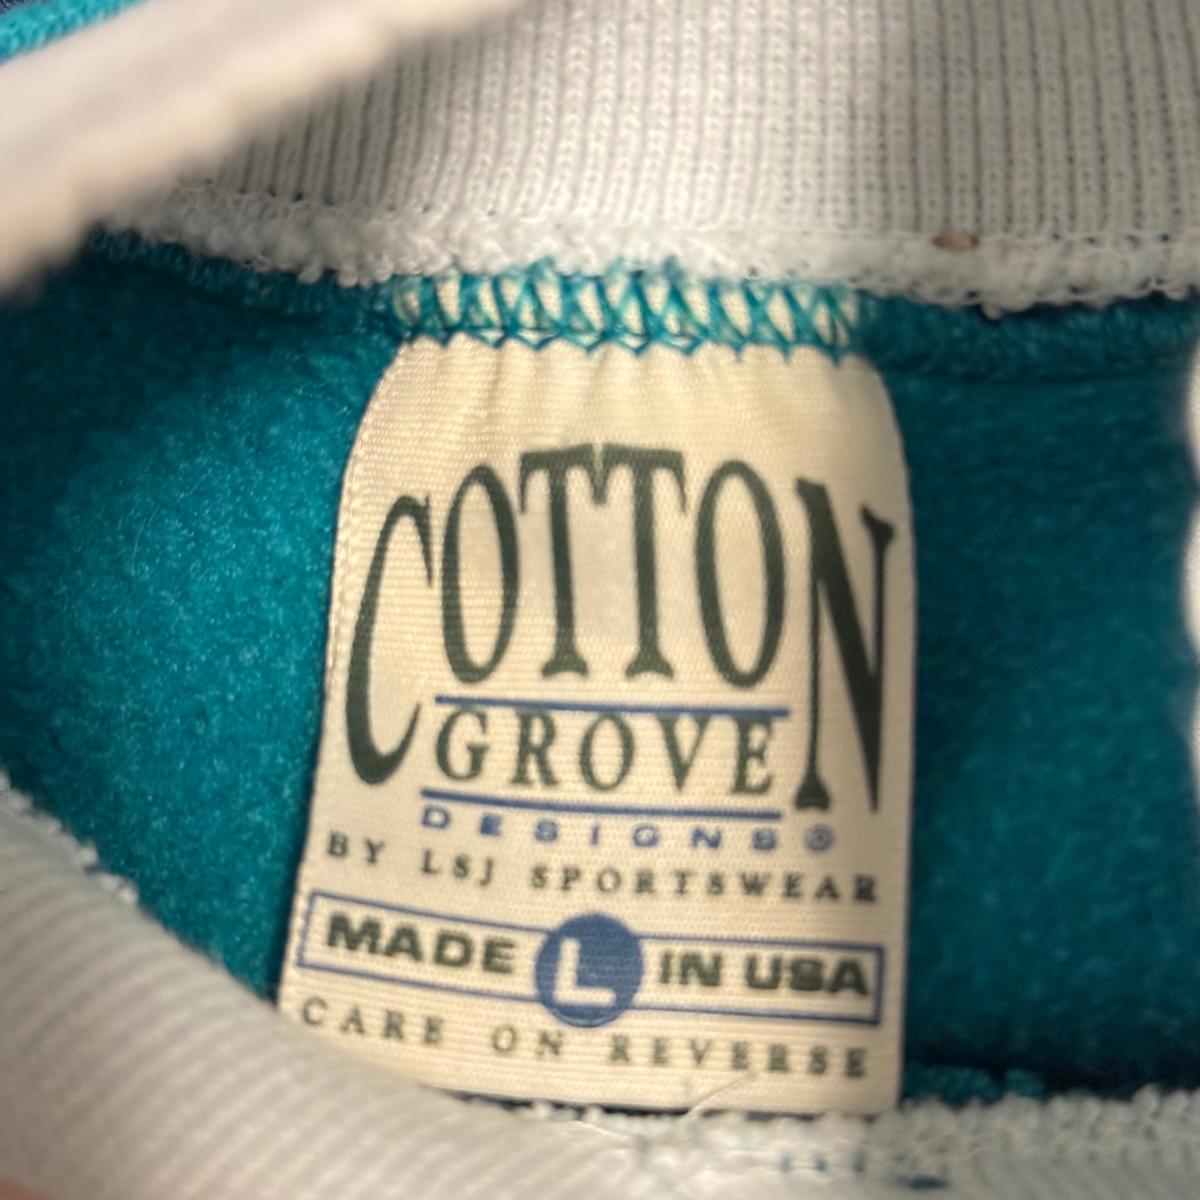 COTTON
GROVE
DESIGNS®
BY LSJ SPORTSWEAR
MADE L IN USA
CARE ON REVERSE